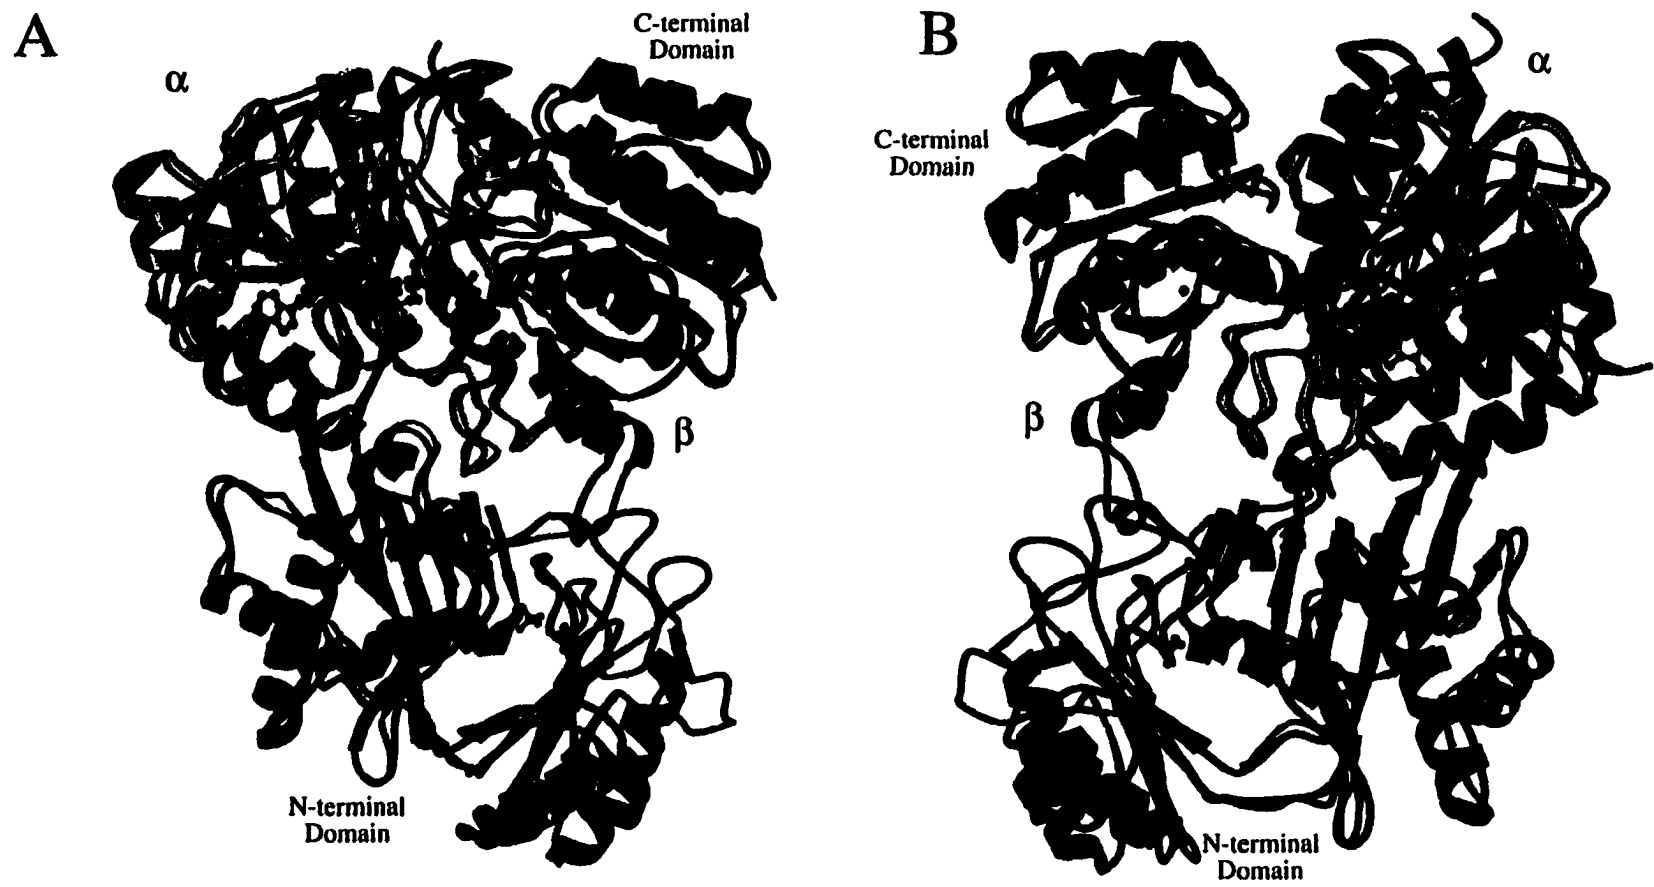 A
α
C-terminal
Domain
β
N-terminal
Domain
B
α
C-terminal
Domain
β
N-terminal
Domain